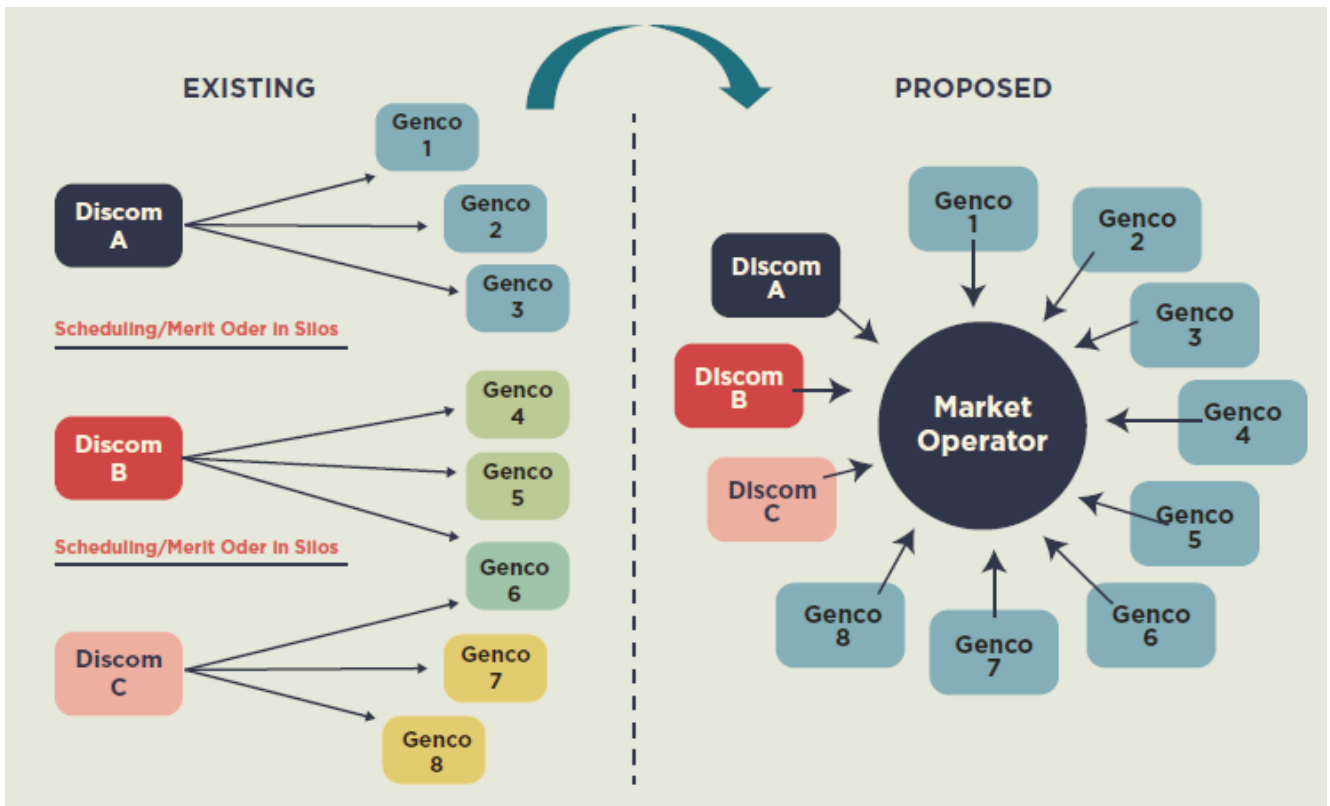 EXISTING
Genco
1
Discom
A
Genco
2
Genco
3
Scheduling/Merit Oder in Silos
Genco
4
Discom
B
Genco
5
Scheduling/Merit Oder in Silos
Genco
6
Discom
C
Genco
7
Genco
8
PROPOSED
Genco
1
Genco
2
Discom
A
Genco
3
Discom
B
Market
Operator
Genco
4
Discom
C
Genco
5
Genco
8
Genco
7
Genco
6